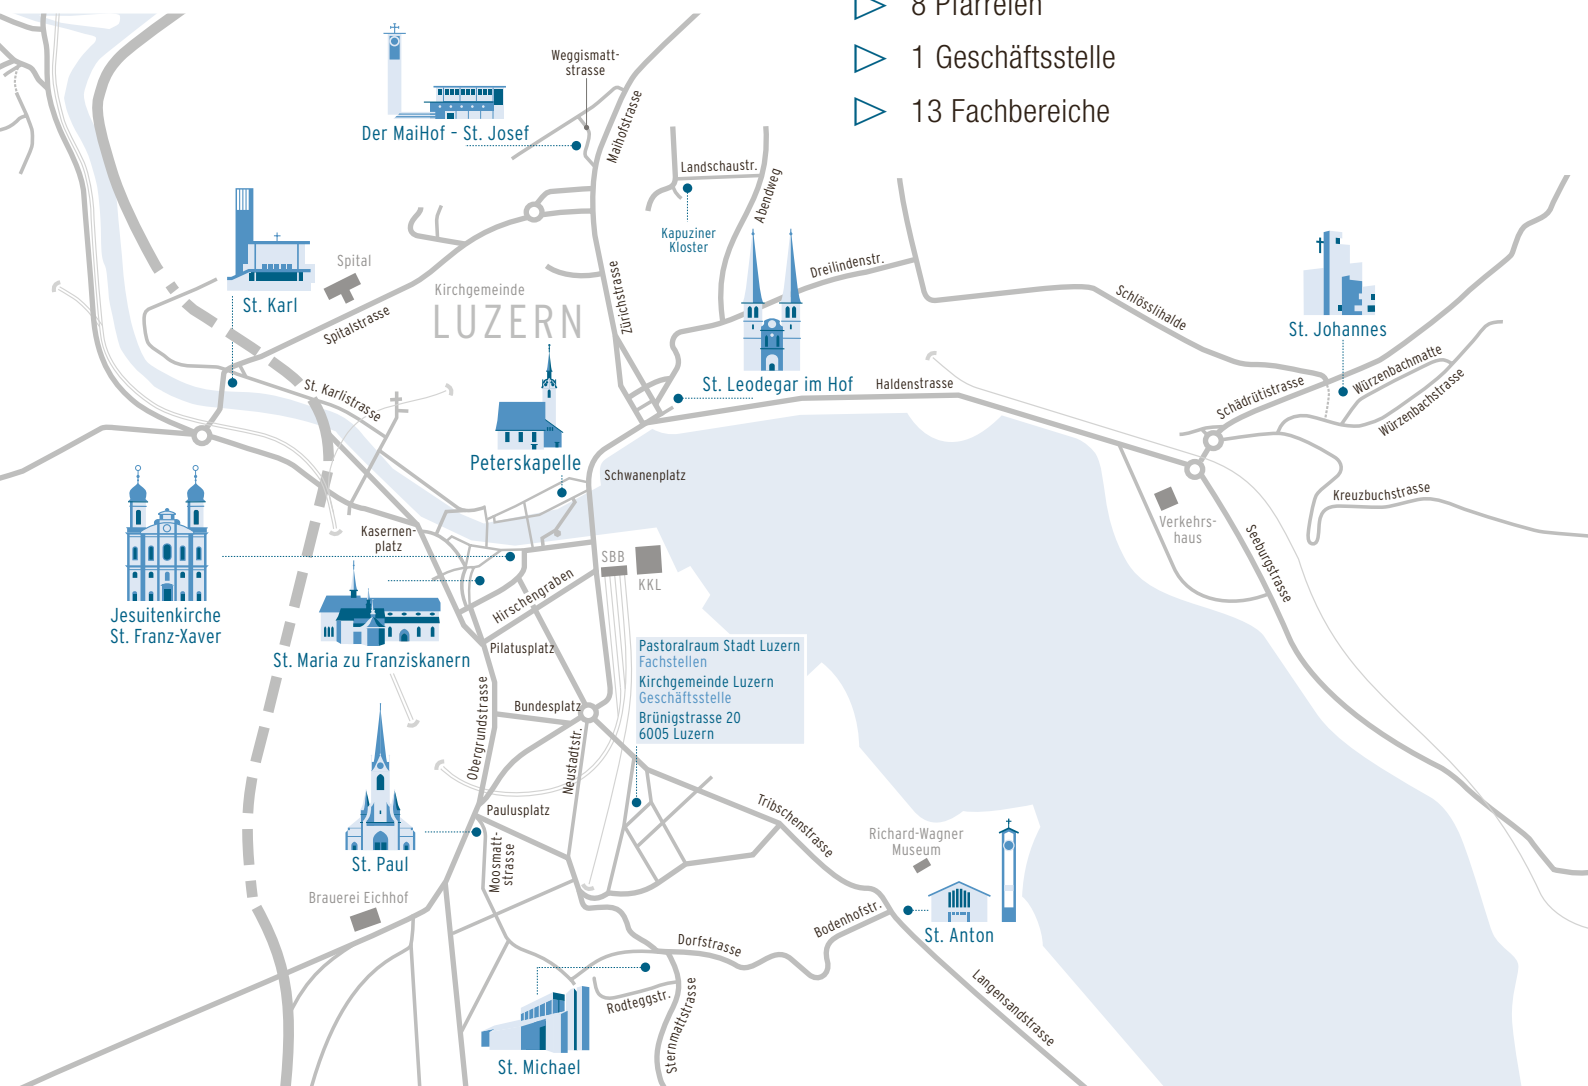 8 Pfarreien
1 Geschäftsstelle
13 Fachbereiche
Weggismatt-
strasse
Der MaiHof - St. Josef
Maihofstrasse
Landschaustr.
Abendweg
Kapuziner
Kloster
Dreilindenstr.
St. Karl
Spital
Spitalstrasse
Kirchgemeinde
LUZERN
Zürichstrasse
Schlösslihalde
St. Johannes
St. Karlistrasse
St. Leodegar im Hof
Haldenstrasse
Schädrütistrasse
Würzenbachmatte
Würzenbachstrasse
Peterskapelle
Schwanenplatz
Kreuzbuchstrasse
Verkehrs-
haus
Seeburgstrasse
Kasernen-
platz
SBB
KKL
Hirschengraben
Jesuitenkirche
St. Franz-Xaver
St. Maria zu Franziskanern
Pilatusplatz
Pastoralraum Stadt Luzern
Fachstellen
Kirchgemeinde Luzern
Geschäftsstelle
Brünigstrasse 20
6005 Luzern
Obergrundstrasse
Bundesplatz
Neustadtstr.
Paulusplatz
Moosmatt-
strasse
St. Paul
Tribschenstrasse
Richard-Wagner
Museum
Brauerei Eichhof
Bodenhofstr.
St. Anton
Dorfstrasse
Rodteggstr.
Sternmattstrasse
Langensandstrasse
St. Michael